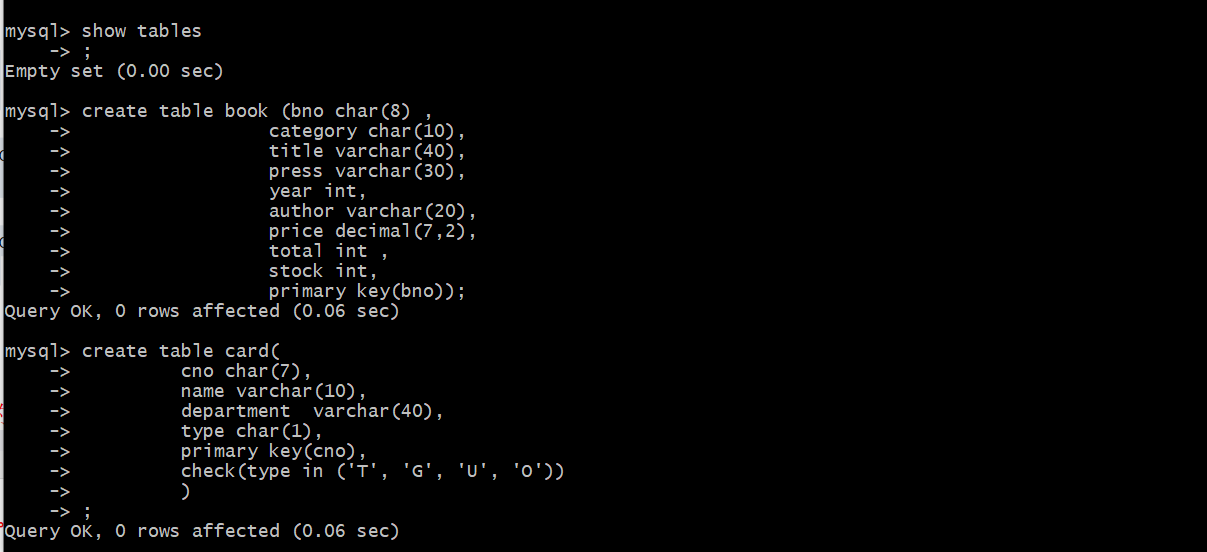 mysql> show tables
    -> ;
Empty set (0.00 sec)
mysql> create table book (bno char(8) ,
    ->                  category char(10),
    ->                  title varchar(40),
    ->                  press varchar(30),
    ->                  year int,
    ->                  author varchar(20),
    ->                  price decimal(7,2),
    ->                  total int ,
    ->                  stock int,
    ->                  primary key(bno));
Query OK, 0 rows affected (0.06 sec)
mysql> create table card(
    ->          cno char(7),
    ->          name varchar(10),
    ->          department  varchar(40),
    ->          type char(1),
    ->          primary key(cno),
    ->          check(type in ('T', 'G', 'U', 'O'))
    ->          )
    -> ;
Query OK, 0 rows affected (0.06 sec)